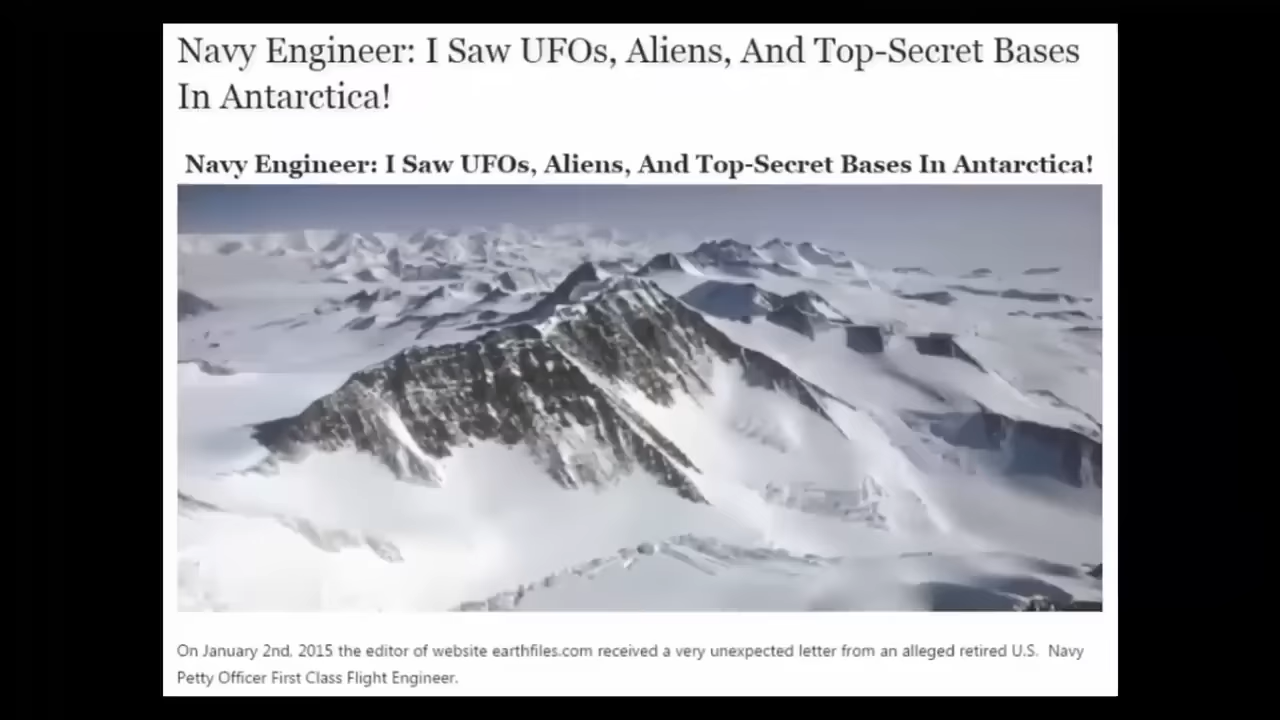 Navy Engineer: I Saw UFOs, Aliens, And Top-Secret Bases
In Antarctica!
Navy Engineer: I Saw UFOs, Aliens, And Top-Secret Bases In Antarctica!
On January 2nd, 2015 the editor of website earthfiles.com received a very unexpected letter from an alleged retired U.S. Navy
Petty Officer First Class Flight Engineer.